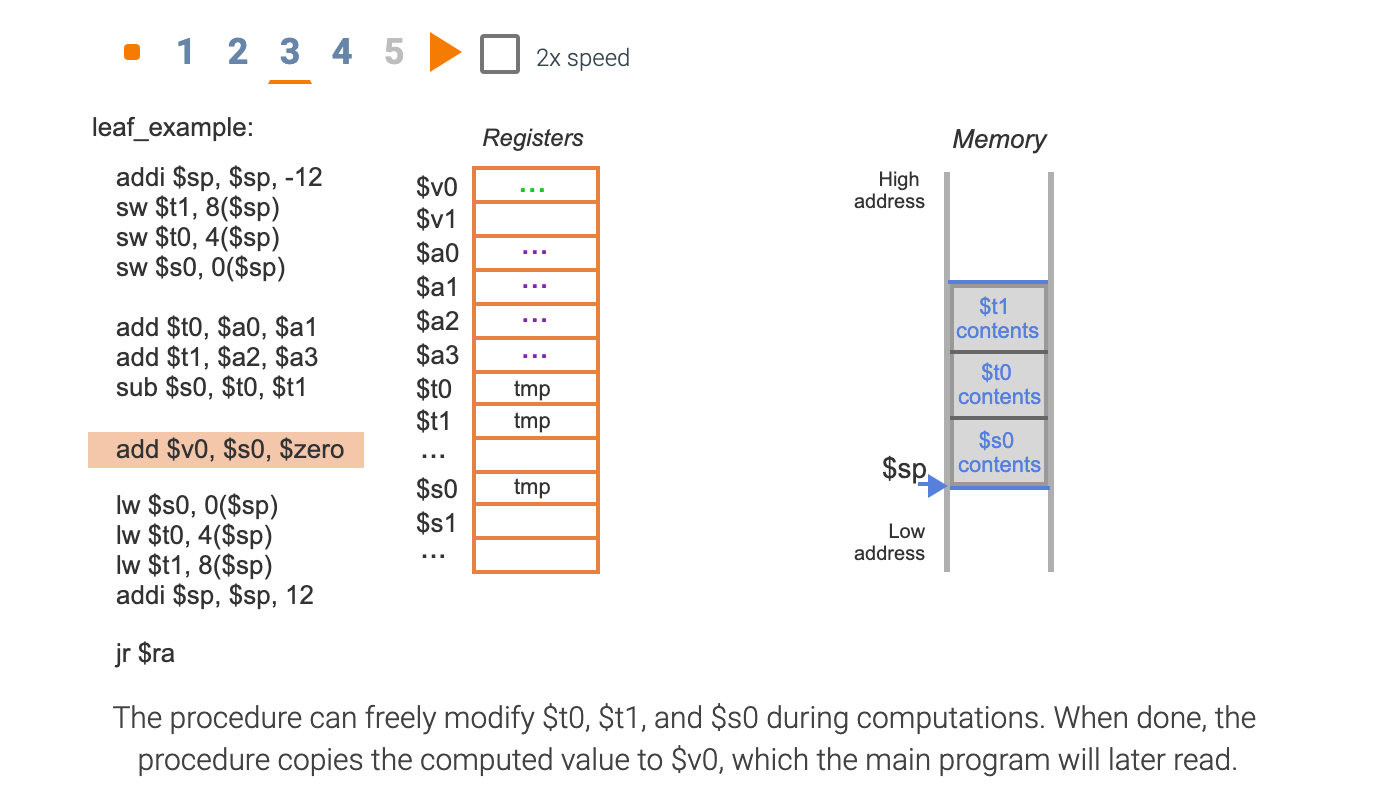 1 2 3 4 5 2x speed
leaf_example:
addi $sp, $sp, -12
sw $t1, 8($sp)
sw $t0, 4($sp)
sw $s0, 0($sp)
add $t0, $a0, $a1
add $t1, $a2, $a3
sub $s0, $t0, $t1
add $v0, $s0, $zero
lw $s0, 0($sp)
lw $t0, 4($sp)
lw $t1, 8($sp)
addi $sp, $sp, 12
jr $ra
Registers
$v0 ...
$v1
$a0 ...
$a1 ...
$a2 ...
$a3 ...
$t0 tmp
$t1 tmp
...
$s0 tmp
$s1
...
Memory
High
address
$t1
contents
$t0
contents
$s0
contents
$sp
Low
address
The procedure can freely modify $t0, $t1, and $s0 during computations. When done, the
procedure copies the computed value to $v0, which the main program will later read.